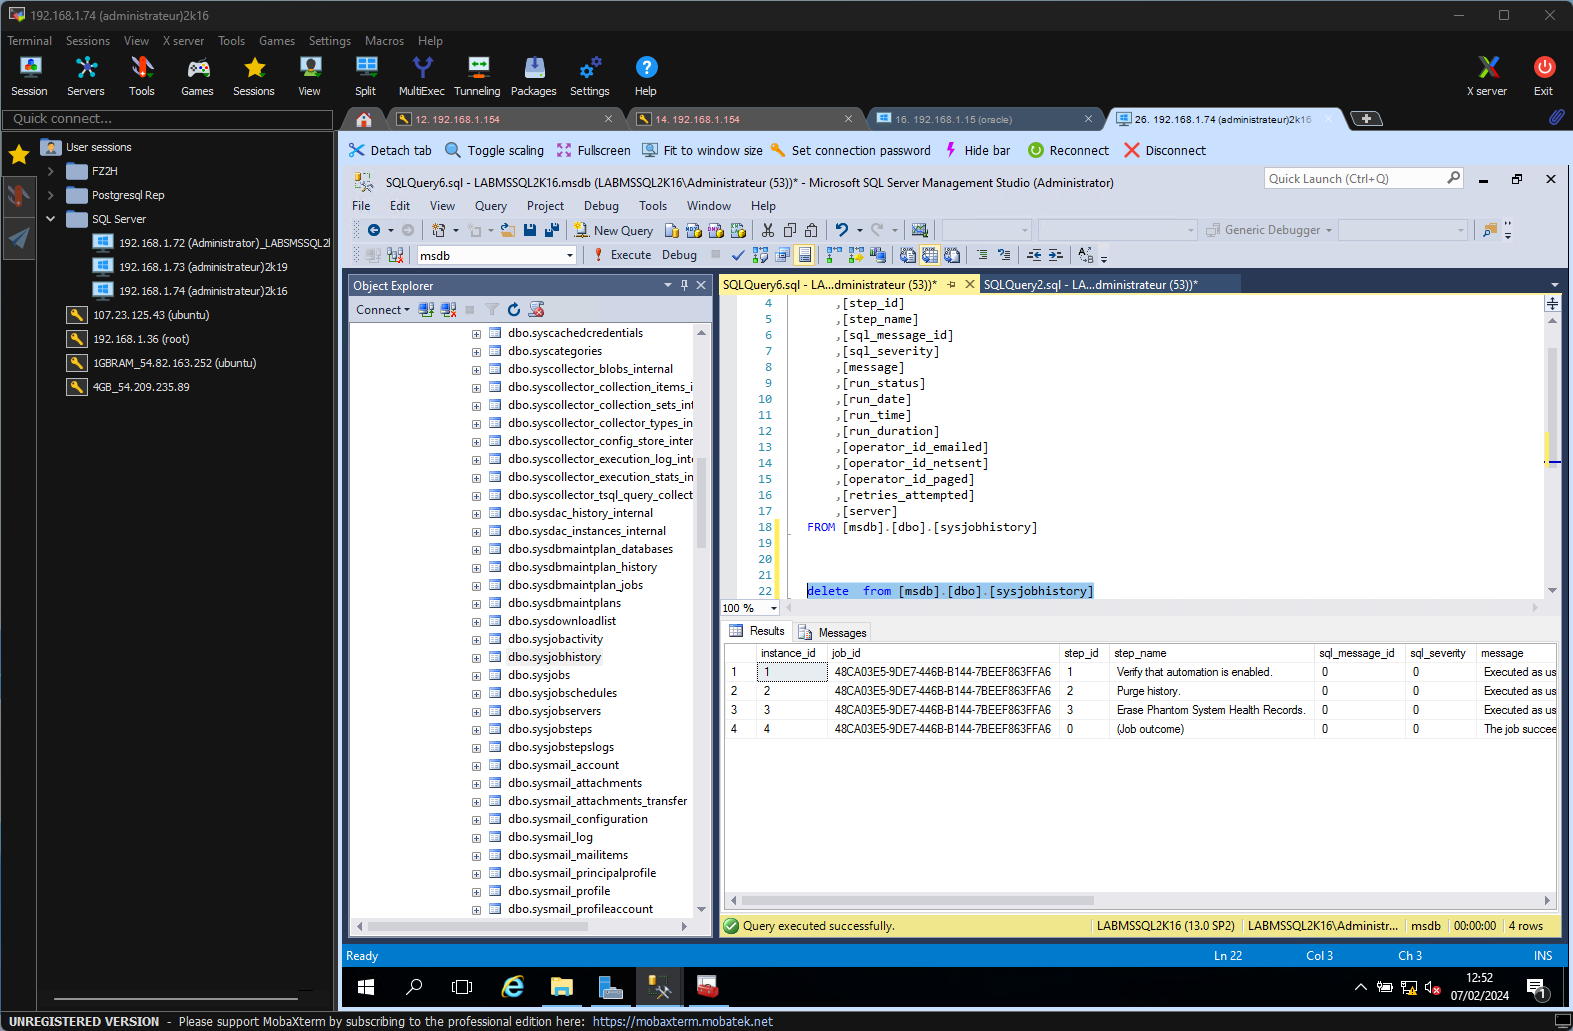 192.168.1.74 (administrateur)2k16
Terminal Sessions View X server Tools Games Settings Macros Help
Session Servers Tools Games Sessions View Split MultiExec Tunneling Packages Settings Help X server Exit
Quick connect...
12. 192.168.1.154 14. 192.168.1.154 16. 192.168.1.15 (oracle) 26. 192.168.1.74 (administrateur)2k16
User sessions
FZ2H
Postgresql Rep
SQL Server
192.168.1.72 (Administrator)_LABSMSSQL2
192.168.1.73 (administrateur)2k19
192.168.1.74 (administrateur)2k16
107.23.125.43 (ubuntu)
192.168.1.36 (root)
1GBRAM_54.82.163.252 (ubuntu)
4GB_54.209.235.89
Detach tab Toggle scaling Fullscreen Fit to window size Set connection password Hide bar Reconnect Disconnect
SQLQuery6.sql - LABMSSQL2K16.msdb (LABMSSQL2K16\Administrateur (53))* - Microsoft SQL Server Management Studio (Administrator)
Quick Launch (Ctrl+Q)
File Edit View Query Project Debug Tools Window Help
New Query Generic Debugger
msdb Execute Debug
Object Explorer
Connect
dbo.syscachedcredentials
dbo.syscategories
dbo.syscollector_blobs_internal
dbo.syscollector_collection_items_i
dbo.syscollector_collection_sets_int
dbo.syscollector_collector_types_in
dbo.syscollector_config_store_inter
dbo.syscollector_execution_log_inte
dbo.syscollector_execution_stats_in
dbo.syscollector_tsql_query_collect
dbo.sysdac_history_internal
dbo.sysdac_instances_internal
dbo.sysdbmaintplan_databases
dbo.sysdbmaintplan_history
dbo.sysdbmaintplan_jobs
dbo.sysdbmaintplans
dbo.sysdownloadlist
dbo.sysjobactivity
dbo.sysjobhistory
dbo.sysjobs
dbo.sysjobschedules
dbo.sysjobservers
dbo.sysjobsteps
dbo.sysjobstepslogs
dbo.sysmail_account
dbo.sysmail_attachments
dbo.sysmail_attachments_transfer
dbo.sysmail_configuration
dbo.sysmail_log
dbo.sysmail_mailitems
dbo.sysmail_principalprofile
dbo.sysmail_profile
dbo.sysmail_profileaccount
SQLQuery6.sql - LA...dministrateur (53))* SQLQuery2.sql - LA...dministrateur (53))*
4 ,[step_id]
5 ,[step_name]
6 ,[sql_message_id]
7 ,[sql_severity]
8 ,[message]
9 ,[run_status]
10 ,[run_date]
11 ,[run_time]
12 ,[run_duration]
13 ,[operator_id_emailed]
14 ,[operator_id_netsent]
15 ,[operator_id_paged]
16 ,[retries_attempted]
17 ,[server]
18 FROM [msdb].[dbo].[sysjobhistory]
19
20
21
22 delete  from [msdb].[dbo].[sysjobhistory]
100 %
Results Messages
instance_id job_id step_id step_name sql_message_id sql_severity message
1 1 48CA03E5-9DE7-446B-B144-7BEEF863FFA6 1 Verify that automation is enabled. 0 0 Executed as us
2 2 48CA03E5-9DE7-446B-B144-7BEEF863FFA6 2 Purge history. 0 0 Executed as us
3 3 48CA03E5-9DE7-446B-B144-7BEEF863FFA6 3 Erase Phantom System Health Records. 0 0 Executed as us
4 4 48CA03E5-9DE7-446B-B144-7BEEF863FFA6 0 (Job outcome) 0 0 The job succee
Query executed successfully. LABMSSQL2K16 (13.0 SP2) LABMSSQL2K16\Administr... msdb 00:00:00 4 rows
Ready Ln 22 Col 3 Ch 3 INS
12:52
07/02/2024
1
UNREGISTERED VERSION - Please support MobaXterm by subscribing to the professional edition here: https://mobaxterm.mobatek.net